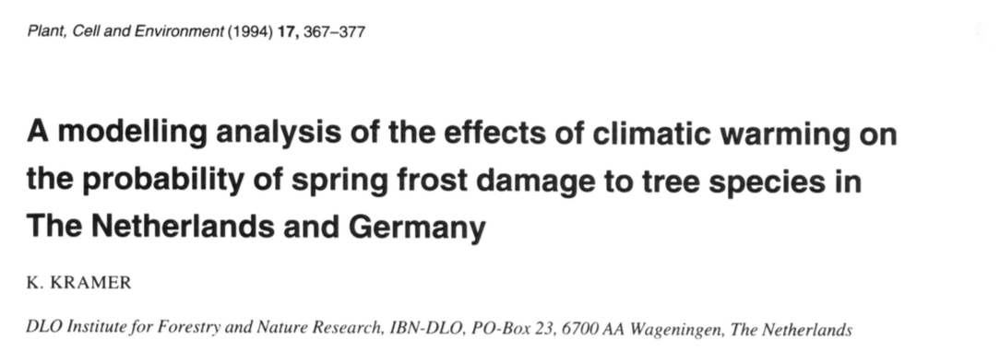 Plant, Cell and Environment (1994) 17, 367–377
A modelling analysis of the effects of climatic warming on
the probability of spring frost damage to tree species in
The Netherlands and Germany
K. KRAMER
DLO Institute for Forestry and Nature Research, IBN-DLO, PO-Box 23, 6700 AA Wageningen, The Netherlands